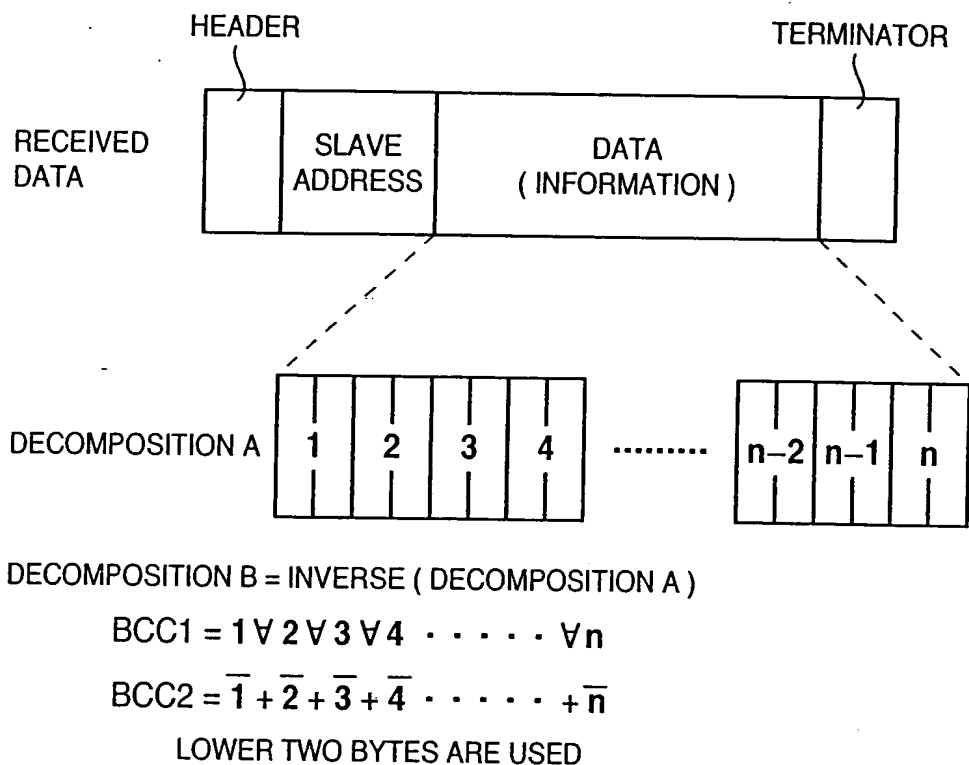 HEADER
TERMINATOR
RECEIVED
DATA
SLAVE
ADDRESS
DATA
( INFORMATION )
DECOMPOSITION A
1 2 3 4 ········· n–2 n–1 n
DECOMPOSITION B = INVERSE ( DECOMPOSITION A )
BCC1 = 1 ∀ 2 ∀ 3 ∀ 4 · · · · · ∀ n
BCC2 = 1̅ + 2̅ + 3̅ + 4̅ · · · · · + n̅
LOWER TWO BYTES ARE USED